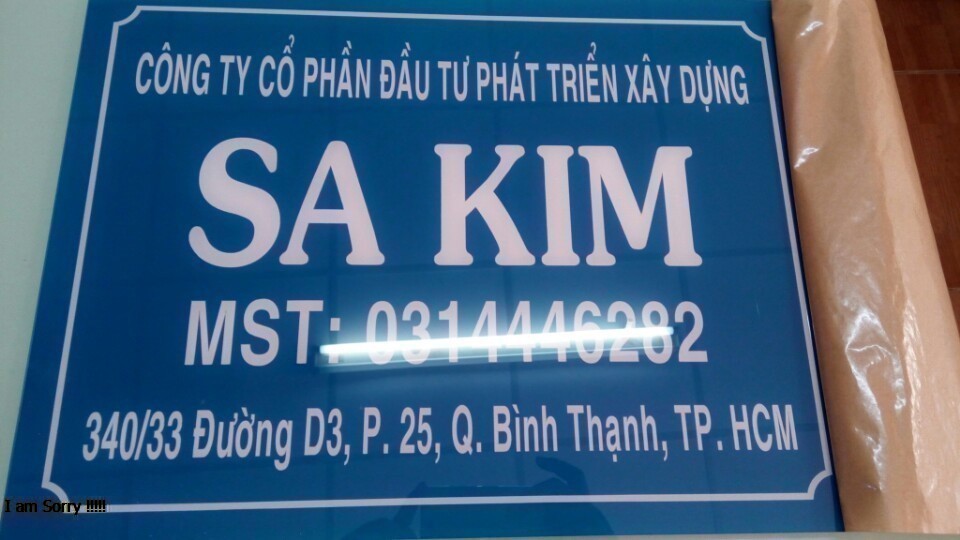 CÔNG TY CỔ PHẦN ĐẦU TƯ PHÁT TRIỂN XÂY DỰNG
SA KIM
MST: 0314446282
340/33 Đường D3, P. 25, Q. Bình Thạnh, TP. HCM
I am Sorry !!!!!